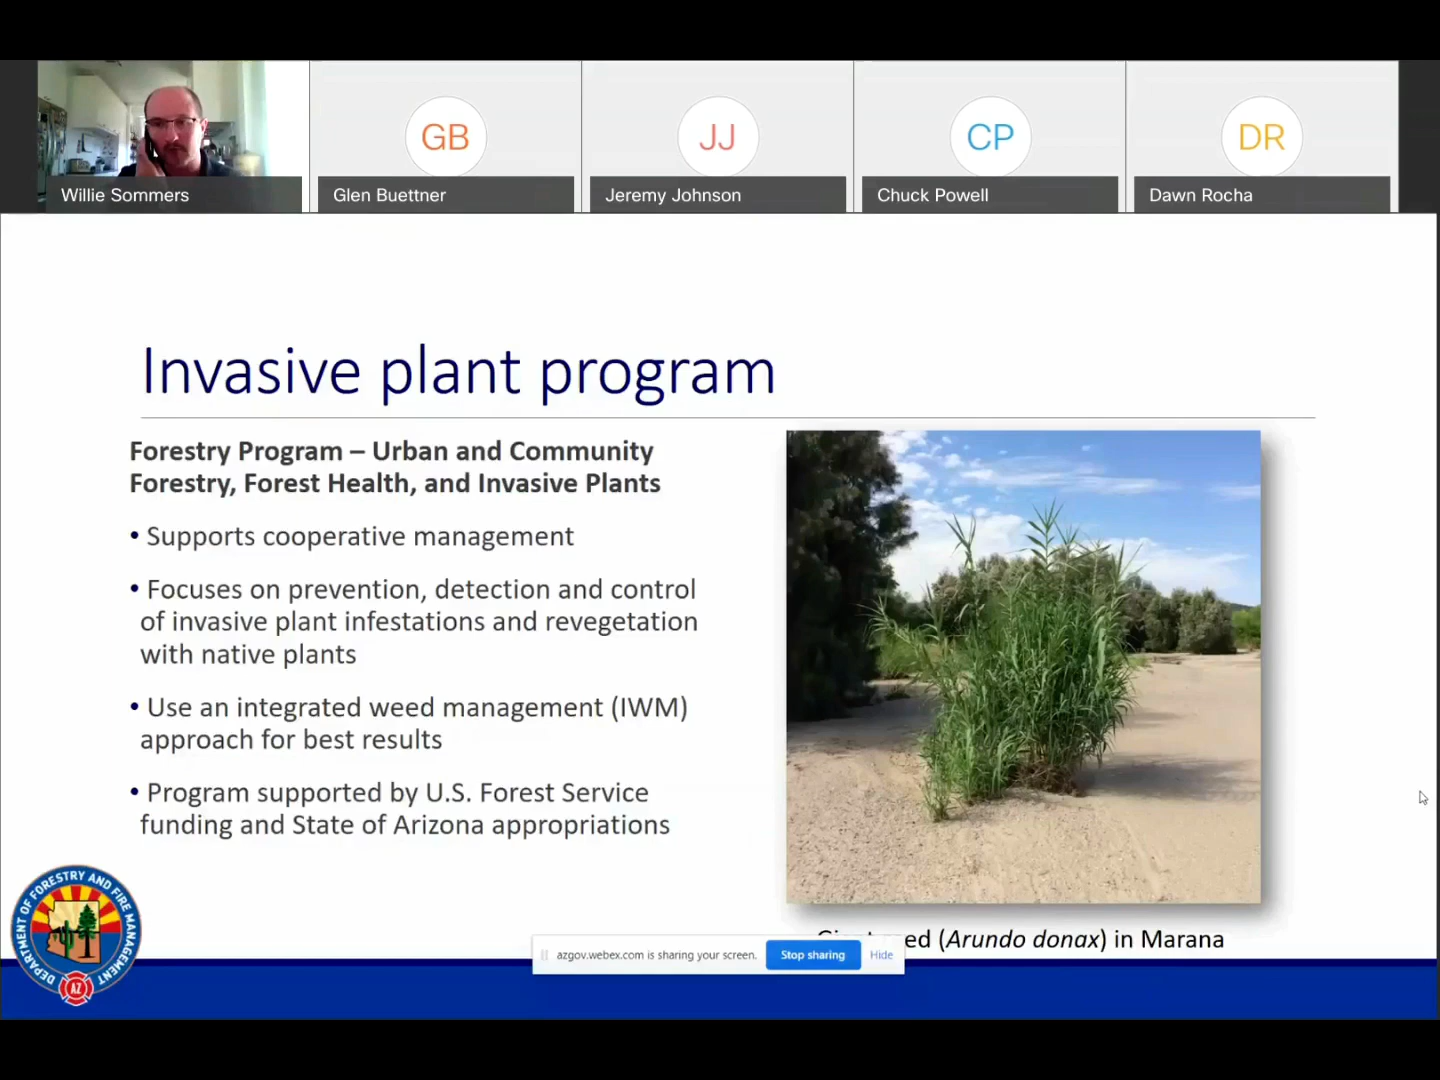 GB
JJ
CP
DR
Willie Sommers
Glen Buettner
Jeremy Johnson
Chuck Powell
Dawn Rocha
Invasive plant program
Forestry Program – Urban and Community
Forestry, Forest Health, and Invasive Plants
• Supports cooperative management
• Focuses on prevention, detection and control
of invasive plant infestations and revegetation
with native plants
• Use an integrated weed management (IWM)
approach for best results
• Program supported by U.S. Forest Service
funding and State of Arizona appropriations
DEPARTMENT OF FORESTRY AND FIRE MANAGEMENT
AZ
(Arundo donax) in Marana
azgov.webex.com is sharing your screen.
Stop sharing
Hide